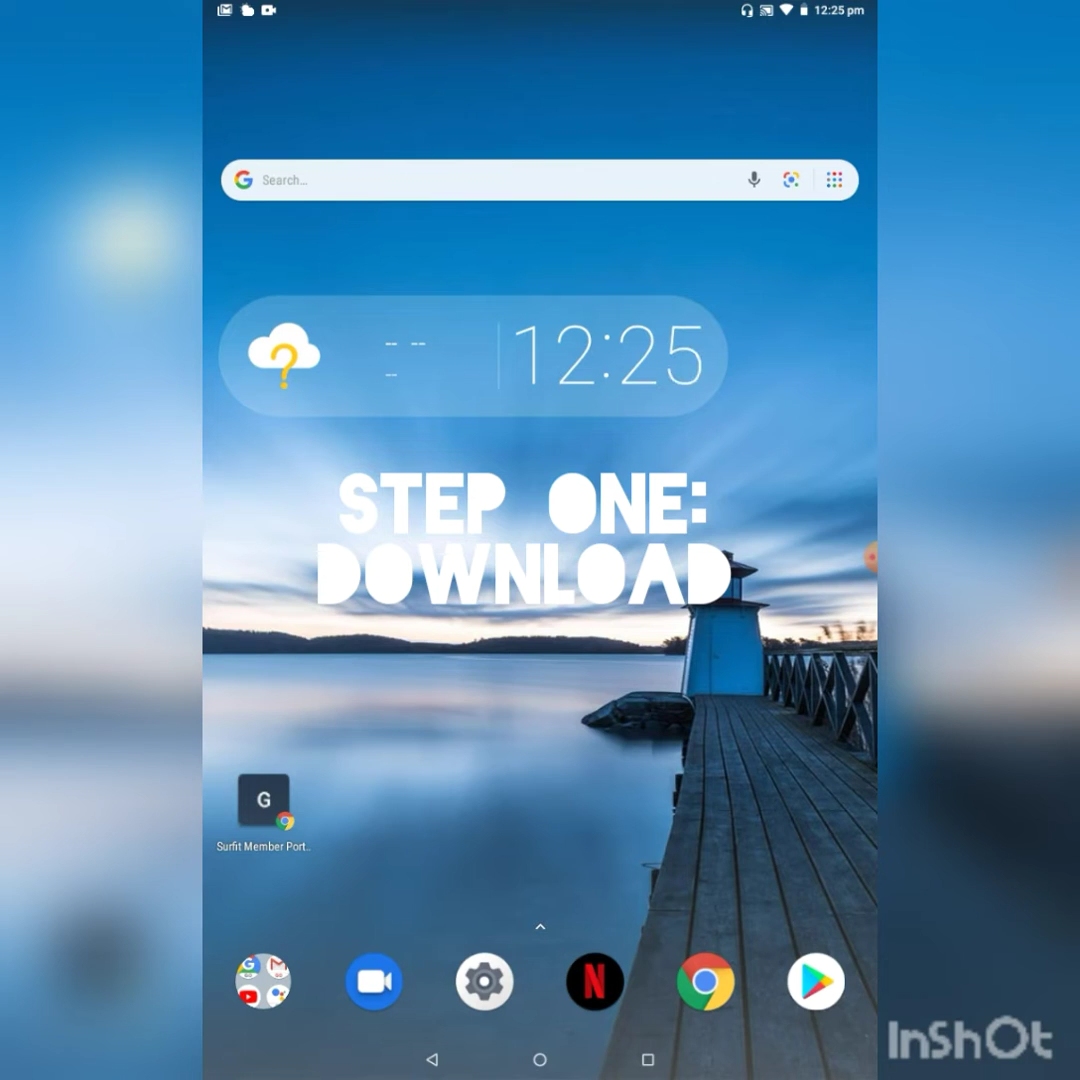 12:25 pm
Search...
-- --
--
12:25
STEP ONE:
DOWNLOAD
G
Surfit Member Port..
N
InShOt